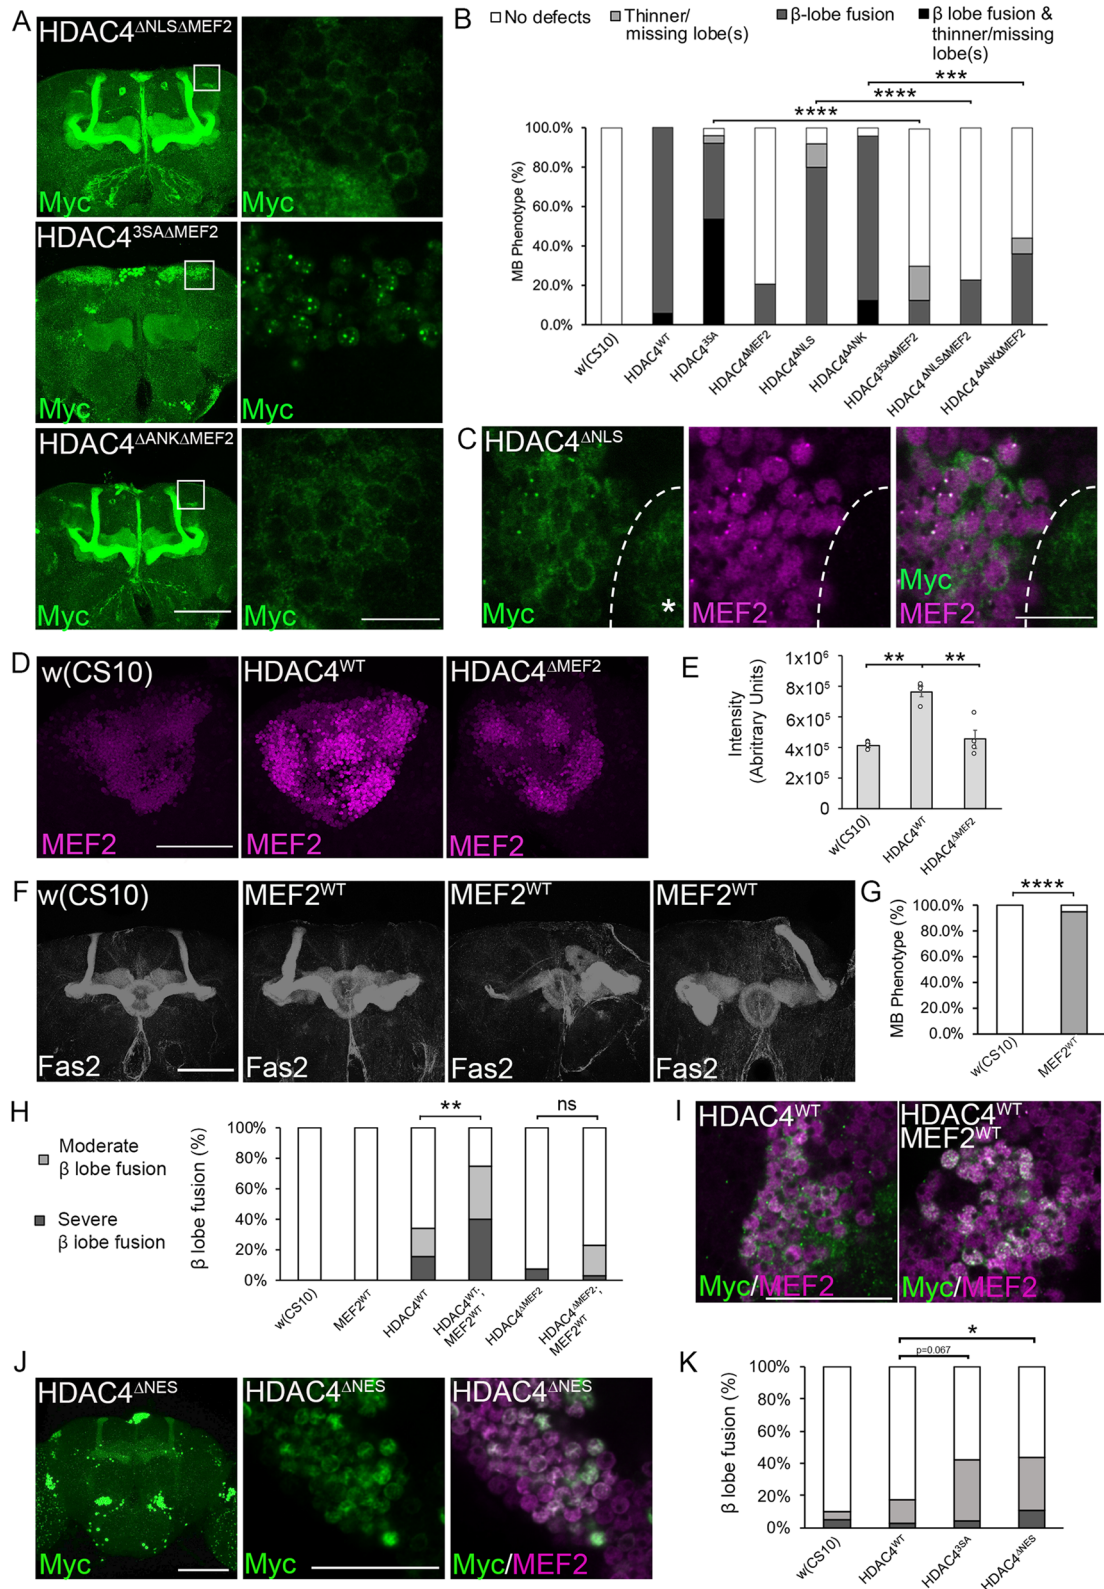 A
HDAC4ΔNLSΔMEF2
Myc
Myc
HDAC43SAΔMEF2
Myc
Myc
HDAC4ΔANKΔMEF2
Myc
Myc
B
No defects
Thinner/
missing lobe(s)
β-lobe fusion
β lobe fusion &
thinner/missing
lobe(s)
***
****
****
MB Phenotype (%)
100.0%
80.0%
60.0%
40.0%
20.0%
0.0%
w(CS10)
HDAC4WT
HDAC43SA
HDAC4ΔMEF2
HDAC4ΔNLS
HDAC4ΔANK
HDAC43SAΔMEF2
HDAC4ΔNLSΔMEF2
HDAC4ΔANKΔMEF2
C
HDAC4ΔNLS
Myc
*
MEF2
Myc
MEF2
D
w(CS10)
MEF2
HDAC4WT
MEF2
HDAC4ΔMEF2
MEF2
E
Intensity
(Abritrary Units)
1x10⁶
8x10⁵
6x10⁵
4x10⁵
2x10⁵
0
**
**
w(CS10)
HDAC4WT
HDAC4ΔMEF2
F
w(CS10)
Fas2
MEF2WT
Fas2
MEF2WT
Fas2
MEF2WT
Fas2
G
****
MB Phenotype (%)
100.0%
80.0%
60.0%
40.0%
20.0%
0.0%
w(CS10)
MEF2WT
H
Moderate
β lobe fusion
Severe
β lobe fusion
β lobe fusion (%)
100%
80%
60%
40%
20%
0%
**
ns
w(CS10)
MEF2WT
HDAC4WT
HDAC4WT;
MEF2WT
HDAC4ΔMEF2
HDAC4ΔMEF2;
MEF2WT
I
HDAC4WT
Myc/MEF2
HDAC4WT;
MEF2WT
Myc/MEF2
J
HDAC4ΔNES
Myc
HDAC4ΔNES
Myc
HDAC4ΔNES
Myc/MEF2
K
*
p=0.067
β lobe fusion (%)
100%
80%
60%
40%
20%
0%
w(CS10)
HDAC4WT
HDAC43SA
HDAC4ΔNES